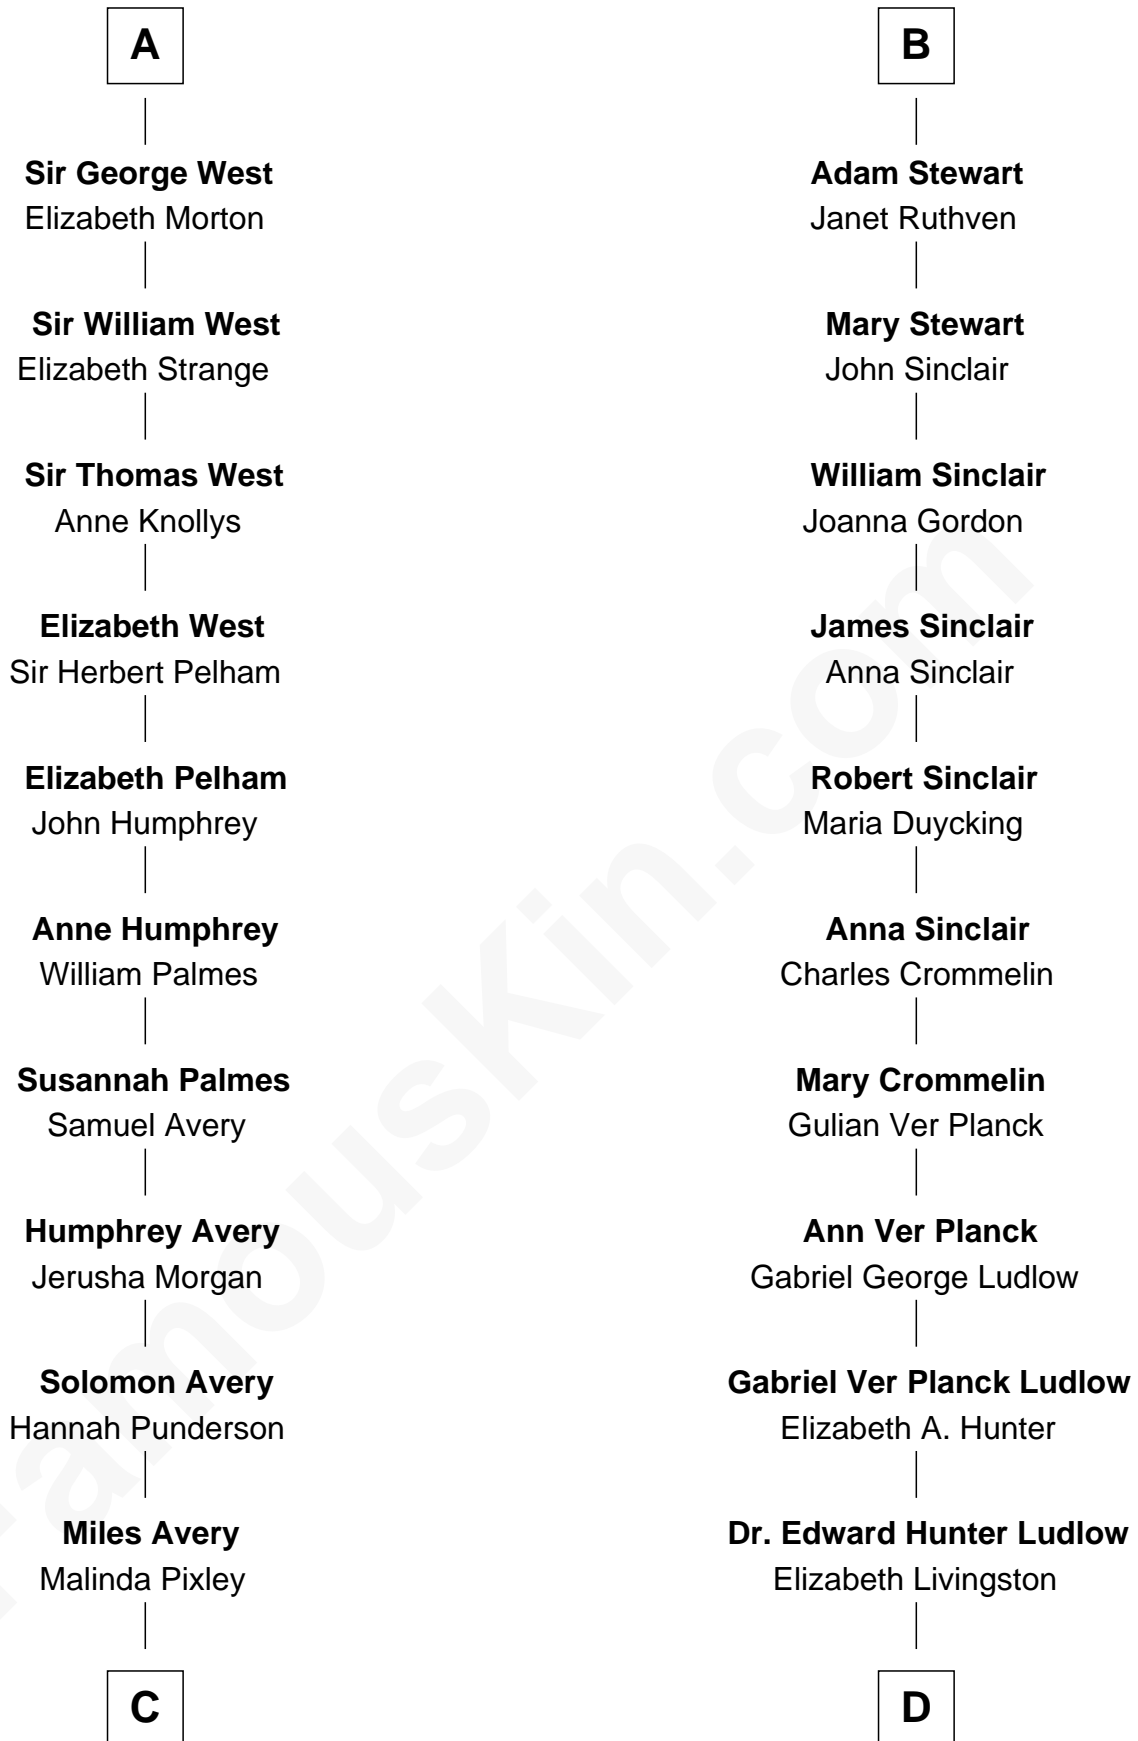 A
Sir George West
Elizabeth Morton
Sir William West
Elizabeth Strange
Sir Thomas West
Anne Knollys
Elizabeth West
Sir Herbert Pelham
Elizabeth Pelham
John Humphrey
Anne Humphrey
William Palmes
Susannah Palmes
Samuel Avery
Humphrey Avery
Jerusha Morgan
Solomon Avery
Hannah Punderson
Miles Avery
Malinda Pixley
C
B
Adam Stewart
Janet Ruthven
Mary Stewart
John Sinclair
William Sinclair
Joanna Gordon
James Sinclair
Anna Sinclair
Robert Sinclair
Maria Duycking
Anna Sinclair
Charles Crommelin
Mary Crommelin
Gulian Ver Planck
Ann Ver Planck
Gabriel George Ludlow
Gabriel Ver Planck Ludlow
Elizabeth A. Hunter
Dr. Edward Hunter Ludlow
Elizabeth Livingston
D
FamousKin.com